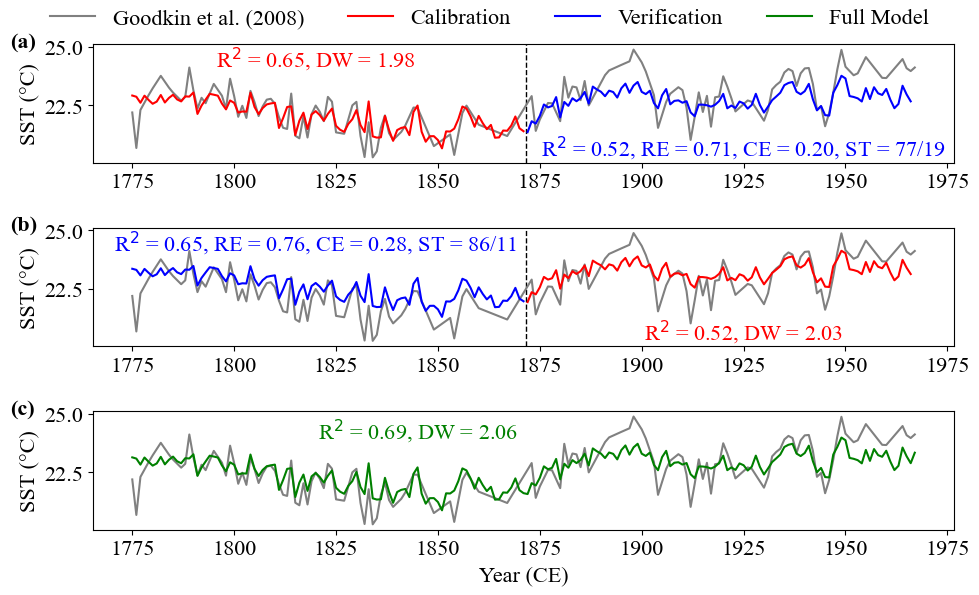 Goodkin et al. (2008) Calibration Verification Full Model
(a)
25.0
22.5
SST (°C)
R² = 0.65, DW = 1.98
R² = 0.52, RE = 0.71, CE = 0.20, ST = 77/19
1775 1800 1825 1850 1875 1900 1925 1950 1975
(b)
25.0
22.5
SST (°C)
R² = 0.65, RE = 0.76, CE = 0.28, ST = 86/11
R² = 0.52, DW = 2.03
1775 1800 1825 1850 1875 1900 1925 1950 1975
(c)
25.0
22.5
SST (°C)
R² = 0.69, DW = 2.06
1775 1800 1825 1850 1875 1900 1925 1950 1975
Year (CE)